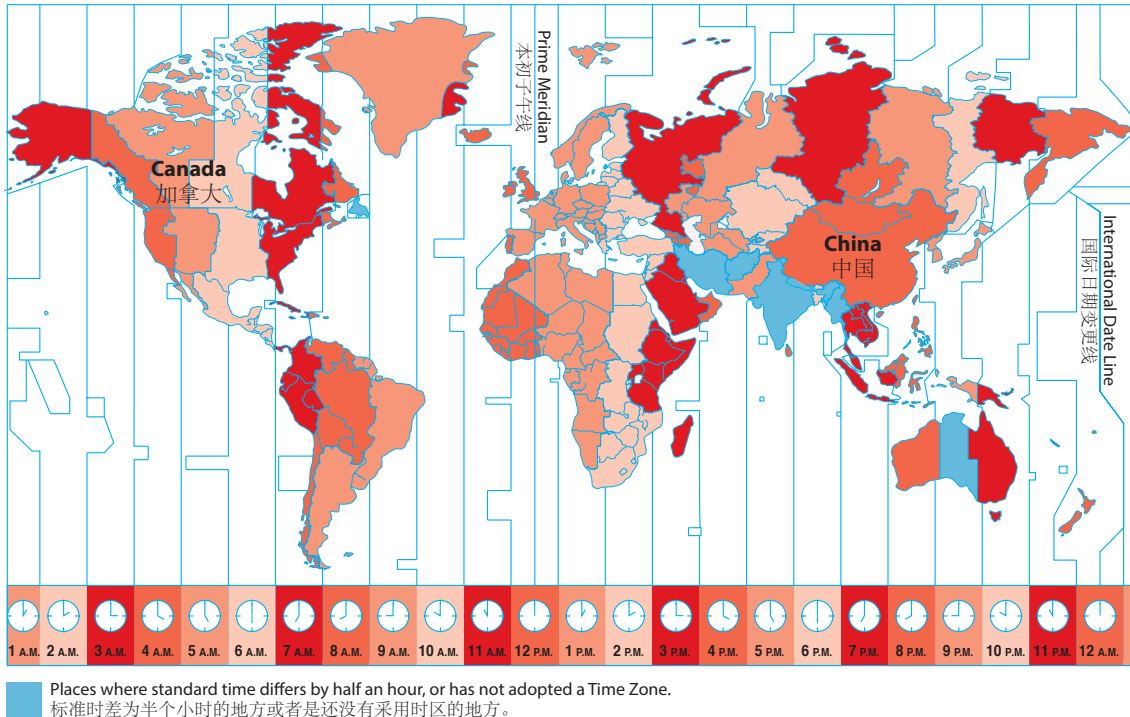 Prime Meridian
本初子午线
Canada
加拿大
China
中国
International Date Line
国际日期变更线
1 A.M. 2 A.M. 3 A.M. 4 A.M. 5 A.M. 6 A.M. 7 A.M. 8 A.M. 9 A.M. 10 A.M. 11 A.M. 12 P.M. 1 P.M. 2 P.M. 3 P.M. 4 P.M. 5 P.M. 6 P.M. 7 P.M. 8 P.M. 9 P.M. 10 P.M. 11 P.M. 12 A.M.
Places where standard time differs by half an hour, or has not adopted a Time Zone.
标准时差为半个小时的地方或者是还没有采用时区的地方。